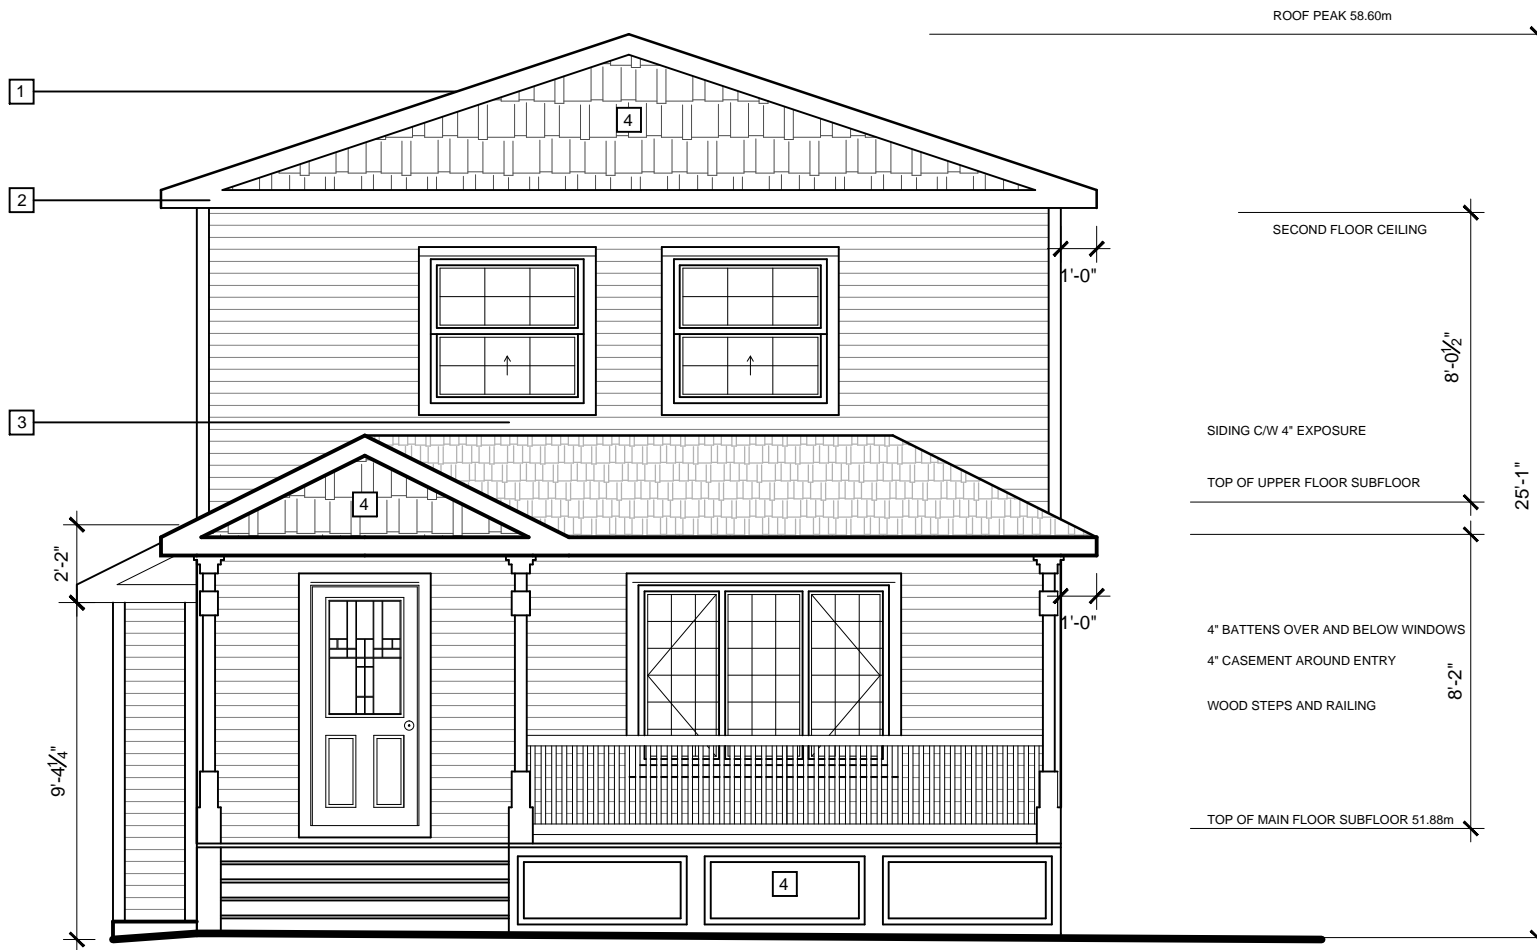 ROOF PEAK 58.60m
1
4
2
SECOND FLOOR CEILING
1'-0"
8'-0½"
3
SIDING C/W 4" EXPOSURE
TOP OF UPPER FLOOR SUBFLOOR
25'-1"
4
2'-2"
1'-0"
4" BATTENS OVER AND BELOW WINDOWS
4" CASEMENT AROUND ENTRY
8'-2"
WOOD STEPS AND RAILING
9'-4¼"
TOP OF MAIN FLOOR SUBFLOOR 51.88m
4